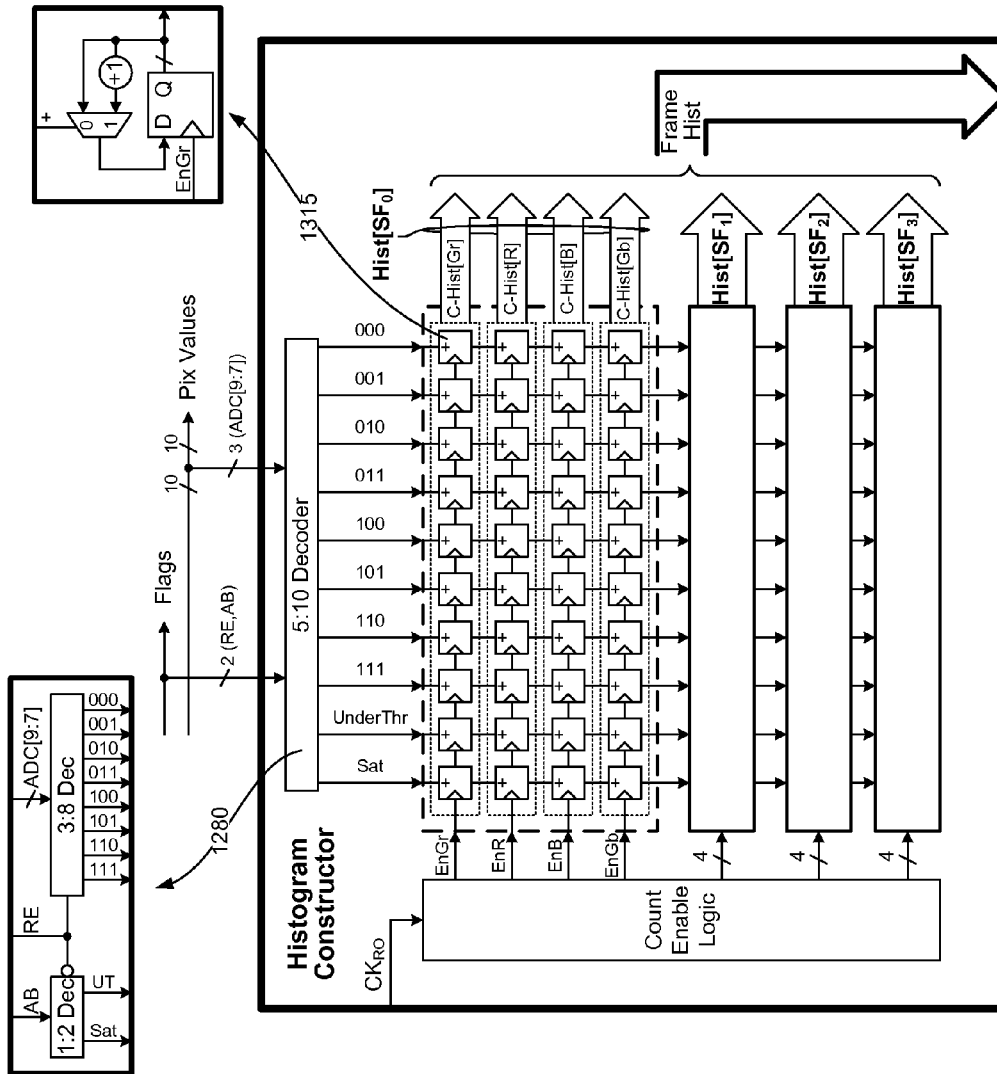 AB
RE
ADC[9:7]
1:2 Dec
3:8 Dec
Sat
UT
111
110
101
100
011
010
001
000
1280
Flags
10
10
Pix Values
2 (RE,AB)
3 (ADC[9:7])
+
0
1
+1
D
Q
EnGr
1315
Histogram
Constructor
5:10 Decoder
Sat
UnderThr
111
110
101
100
011
010
001
000
CKRO
Count
Enable
Logic
EnGr
EnR
EnB
EnGb
4
4
4
+ + + + + + + + + +
+ + + + + + + + + +
+ + + + + + + + + +
+ + + + + + + + + +
C-Hist[Gr]
C-Hist[R]
C-Hist[B]
C-Hist[Gb]
Hist[SF0]
Hist[SF1]
Hist[SF2]
Hist[SF3]
Frame
Hist